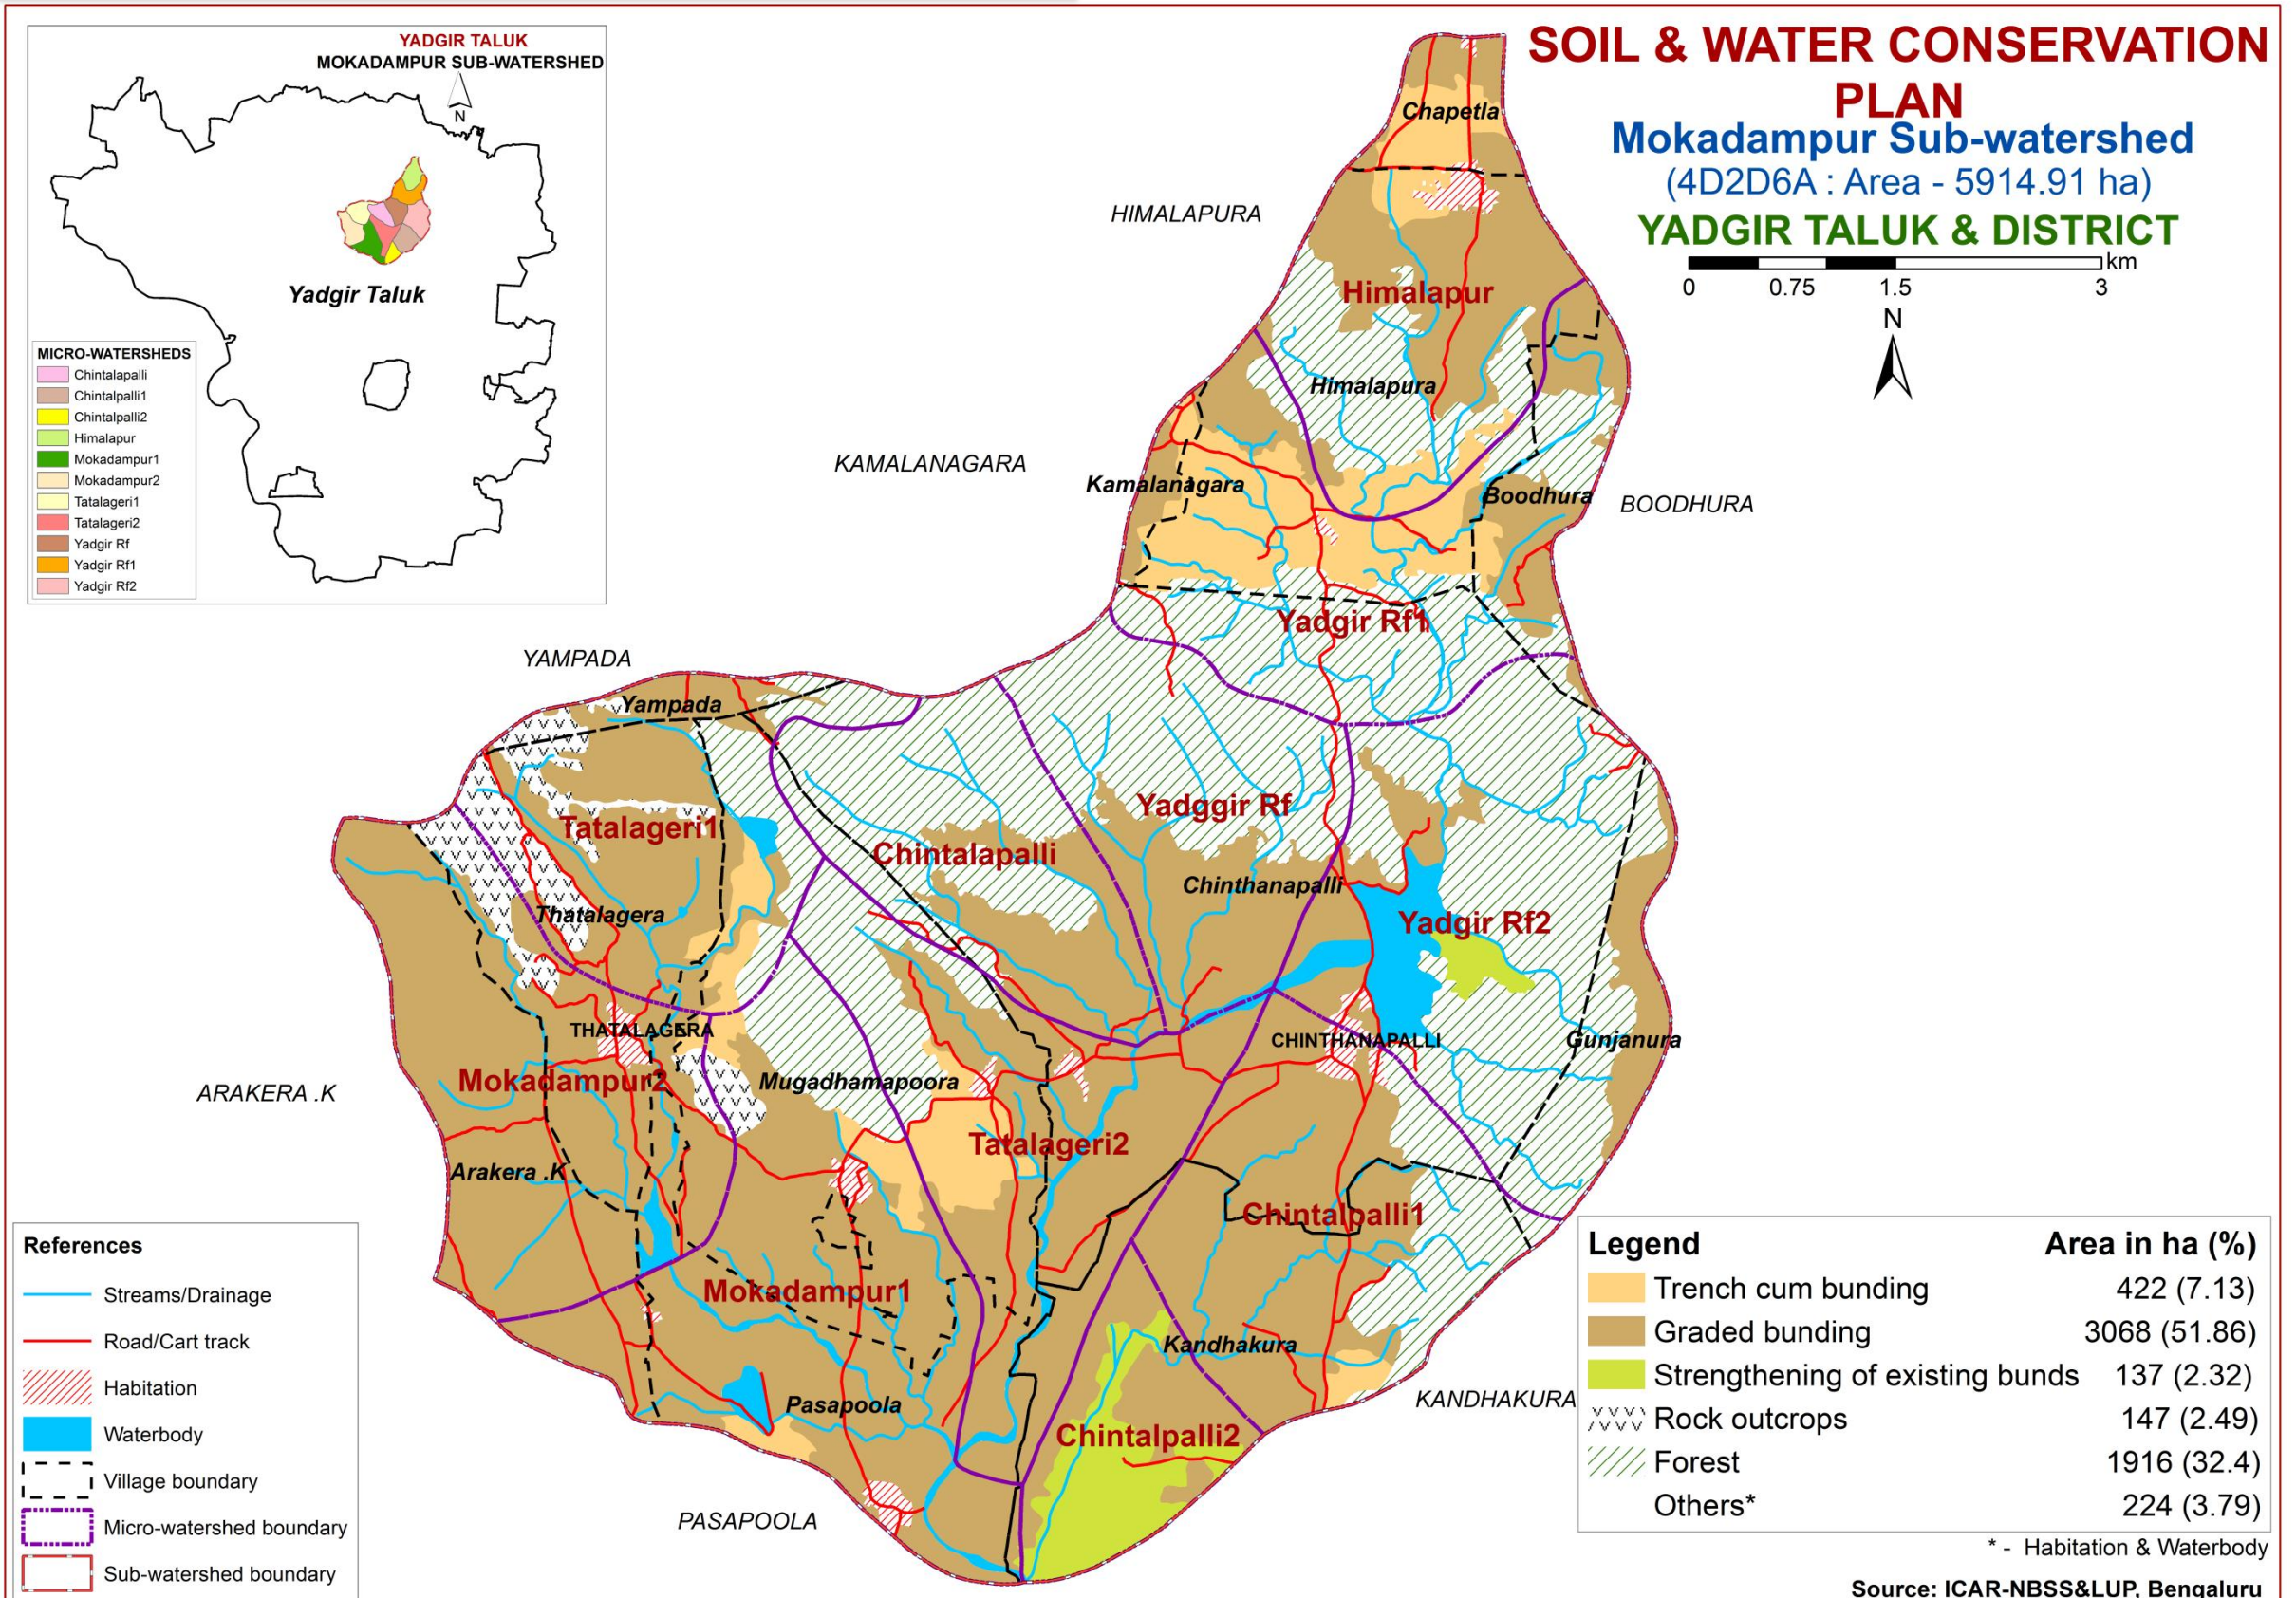 YADGIR TALUK
MOKADAMPUR SUB-WATERSHED
N
Yadgir Taluk
MICRO-WATERSHEDS
Chintalapalli
Chintalpalli1
Chintalpalli2
Himalapur
Mokadampur1
Mokadampur2
Tatalageri1
Tatalageri2
Yadgir Rf
Yadgir Rf1
Yadgir Rf2
SOIL & WATER CONSERVATION
PLAN
Mokadampur Sub-watershed
(4D2D6A : Area - 5914.91 ha)
YADGIR TALUK & DISTRICT
km
0 0.75 1.5 3
N
Chapetla
HIMALAPURA
Himalapur
Himalapura
KAMALANAGARA
Kamalanagara
Boodhura
BOODHURA
Yadgir Rf1
YAMPADA
Yampada
Yadggir Rf
Tatalageri1
Chintalapalli
Chinthanapalli
Thatalagera
Yadgir Rf2
THATALAGERA
CHINTHANAPALLI
Gunjanura
Mokadampur2
Mugadhamapoora
ARAKERA .K
Tatalageri2
Arakera .K
Chintalpalli1
Mokadampur1
Kandhakura
Pasapoola
KANDHAKURA
Chintalpalli2
PASAPOOLA
References
Streams/Drainage
Road/Cart track
Habitation
Waterbody
Village boundary
Micro-watershed boundary
Sub-watershed boundary
Legend Area in ha (%)
Trench cum bunding 422 (7.13)
Graded bunding 3068 (51.86)
Strengthening of existing bunds 137 (2.32)
Rock outcrops 147 (2.49)
Forest 1916 (32.4)
Others* 224 (3.79)
* - Habitation & Waterbody
Source: ICAR-NBSS&LUP, Bengaluru